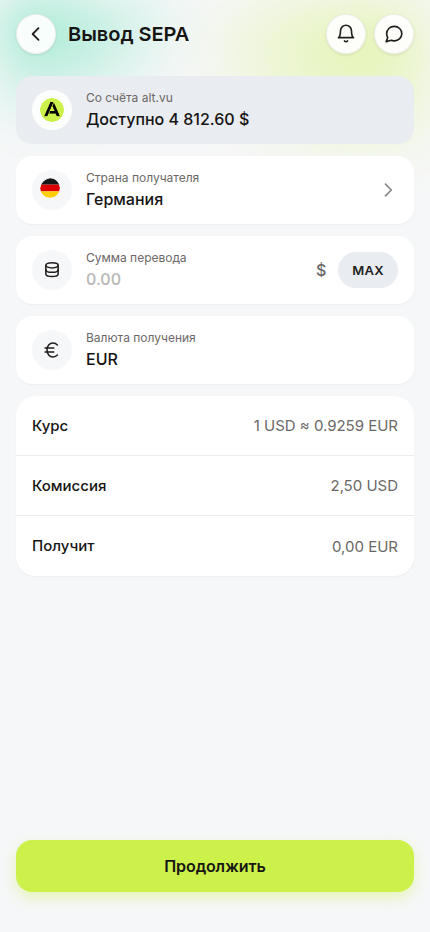 Вывод SEPA
Со счёта alt.vu
Доступно 4 812.60 $
Страна получателя
Германия
Сумма перевода
0.00 $ MAX
Валюта получения
EUR
Курс 1 USD ≈ 0.9259 EUR
Комиссия 2,50 USD
Получит 0,00 EUR
Продолжить